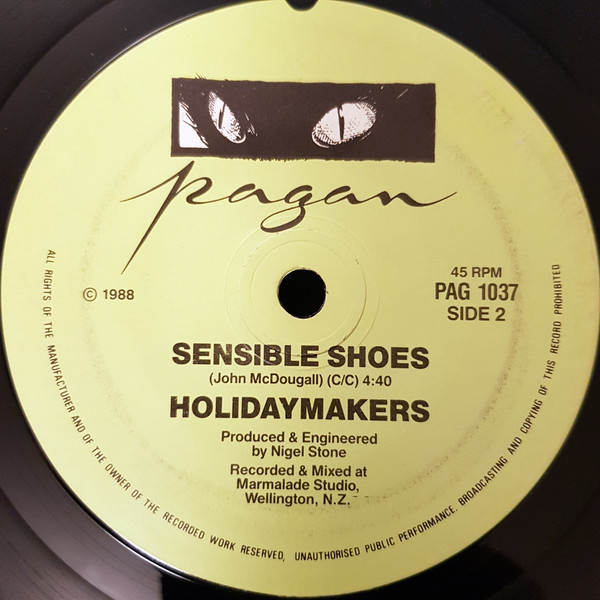 pagan
© 1988
45 RPM
PAG 1037
SIDE 2
SENSIBLE SHOES
(John McDougall) (C/C) 4:40
HOLIDAYMAKERS
Produced & Engineered
by Nigel Stone
Recorded & Mixed at
Marmalade Studio,
Wellington, N.Z.
ALL RIGHTS OF THE MANUFACTURER AND OF THE OWNER OF THE RECORDED WORK RESERVED, UNAUTHORISED PUBLIC PERFORMANCE, BROADCASTING AND COPYING OF THIS RECORD PROHIBITED